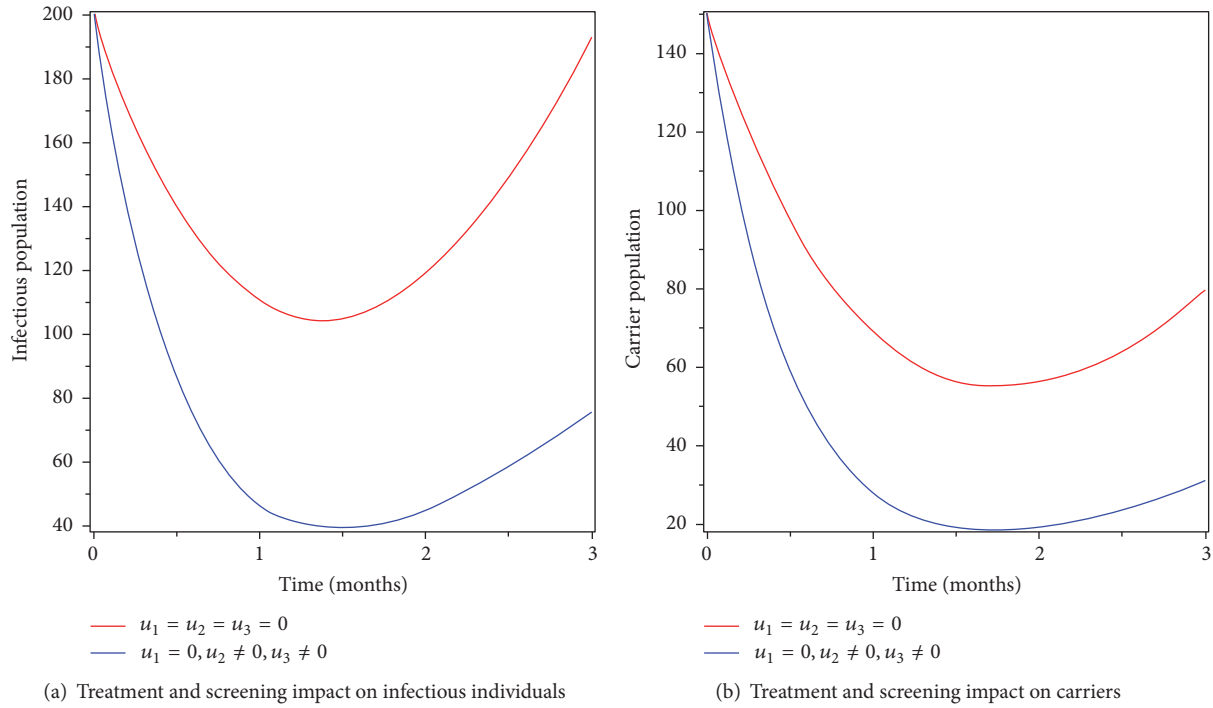 200
180
160
140
120
100
80
60
40
Infectious population
0
1
2
3
Time (months)
u₁ = u₂ = u₃ = 0
u₁ = 0, u₂ ≠ 0, u₃ ≠ 0
(a) Treatment and screening impact on infectious individuals
140
120
100
80
60
40
20
Carrier population
0
1
2
3
Time (months)
u₁ = u₂ = u₃ = 0
u₁ = 0, u₂ ≠ 0, u₃ ≠ 0
(b) Treatment and screening impact on carriers